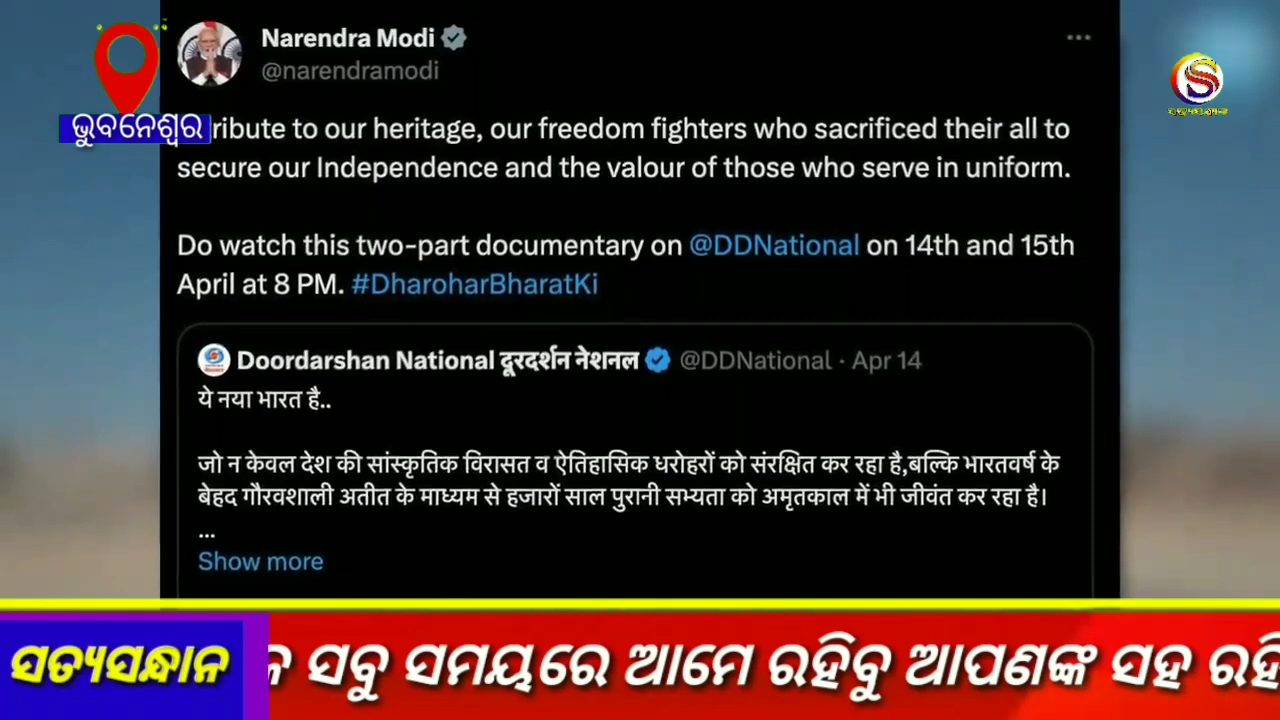 Narendra Modi
@narendramodi
ଭୁବନେଶ୍ୱର
ribute to our heritage, our freedom fighters who sacrificed their all to
secure our Independence and the valour of those who serve in uniform.
Do watch this two-part documentary on @DDNational on 14th and 15th
April at 8 PM. #DharoharBharatKi
Doordarshan National दूरदर्शन नेशनल @DDNational · Apr 14
ये नया भारत है..
जो न केवल देश की सांस्कृतिक विरासत व ऐतिहासिक धरोहरों को संरक्षित कर रहा है,बल्कि भारतवर्ष के
बेहद गौरवशाली अतीत के माध्यम से हजारों साल पुरानी सभ्यता को अमृतकाल में भी जीवंत कर रहा है।
...
Show more
ସତ୍ୟସନ୍ଧାନ
ସବୁ ସମୟରେ ଆମେ ରହିବୁ ଆପଣଙ୍କ ସହ ରହି